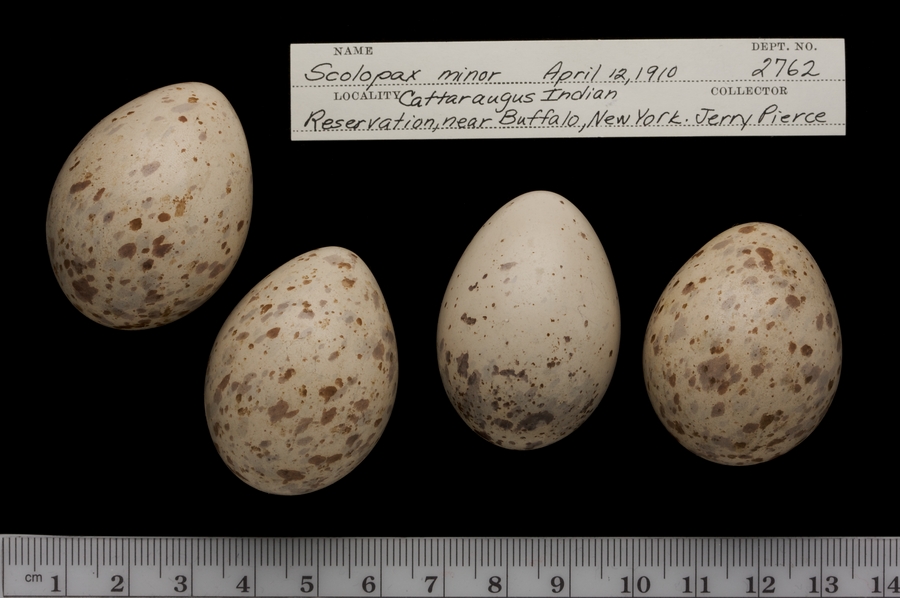 NAME DEPT. NO.
Scolopax minor April 12, 1910 2762
LOCALITY Cattaraugus Indian COLLECTOR
Reservation, near Buffalo, New York. Jerry Pierce
cm 1 2 3 4 5 6 7 8 9 10 11 12 13 14